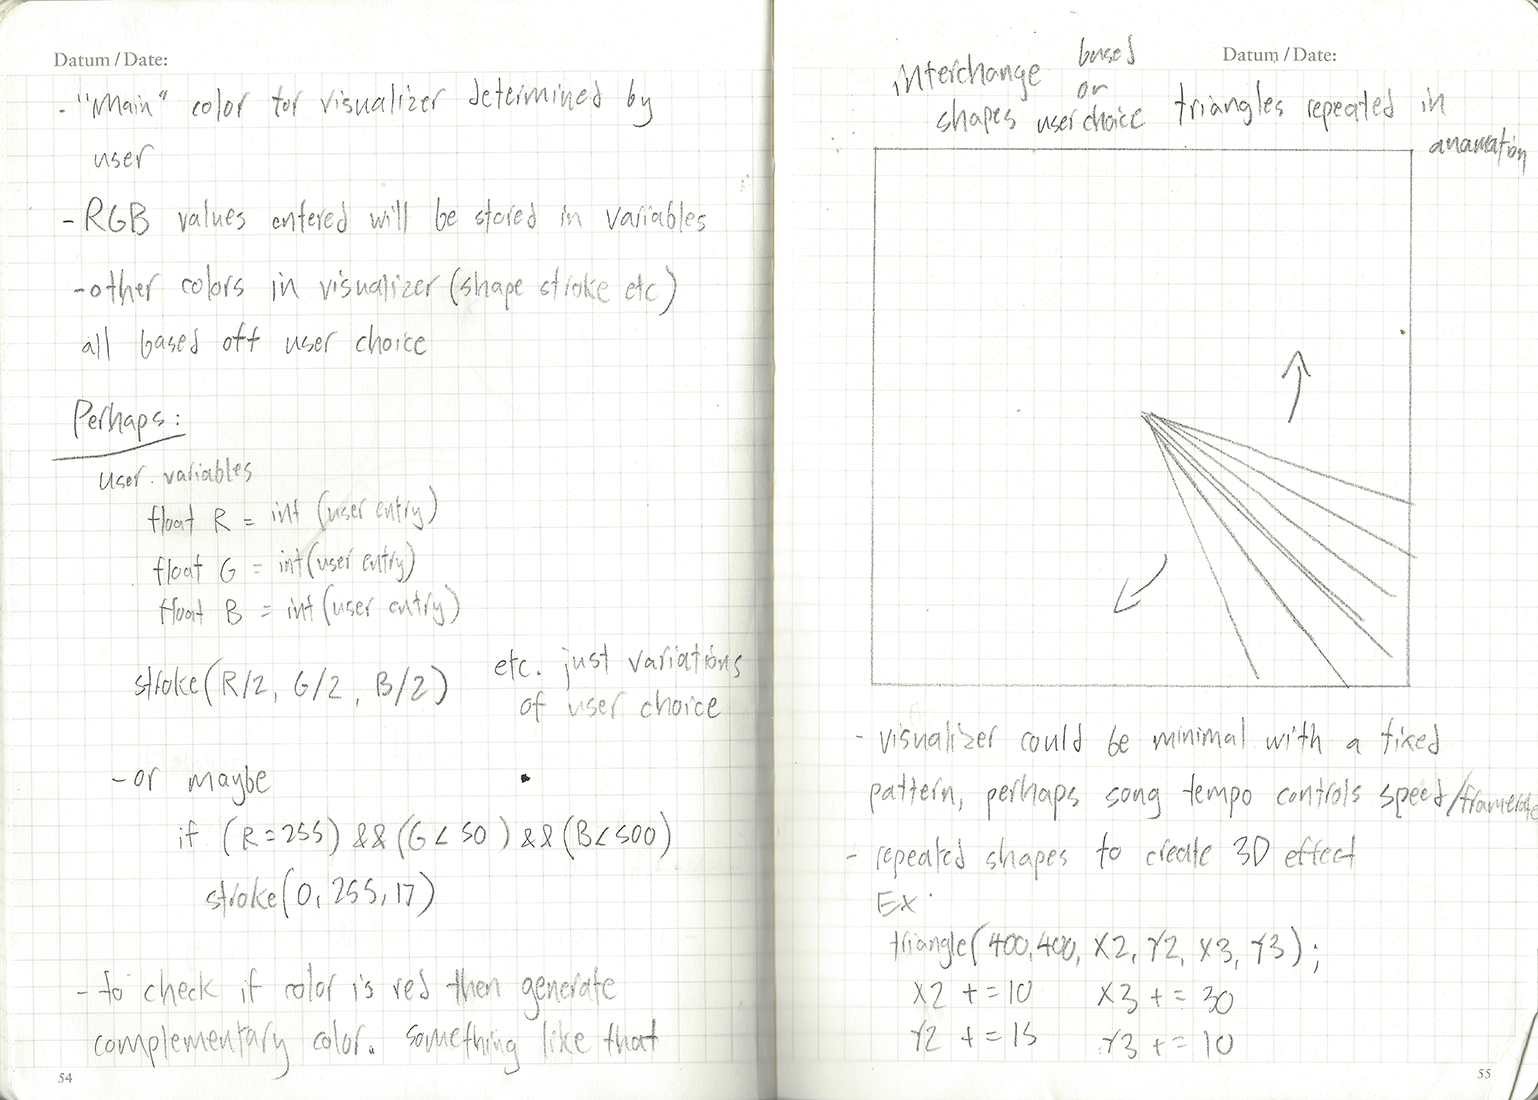 Datum / Date:
- "Main" color for visualizer determined by
user
- RGB values entered will be stored in variables
- other colors in visualizer (shape stroke etc)
all based off user choice
Perhaps:
user variables
float R = int (user entry)
float G = int (user entry)
float B = int (user entry)
stroke (R/2, G/2, B/2)
etc. just variations
of user choice
- or maybe
if (R=255) && (G < 50) && (B < 500)
stroke (0, 255, 17)
- to check if color is red then generate
complementary color. something like that
54
Datum / Date:
interchange
shapes
based
on
user choice
triangles repeated in
anamation
- visualizer could be minimal with a fixed
pattern, perhaps song tempo controls speed/framerate
- repeated shapes to create 3D effect
Ex.
triangle(400, 400, X2, Y2, X3, Y3);
X2 += 10 X3 += 30
Y2 += 15 Y3 += 10
55